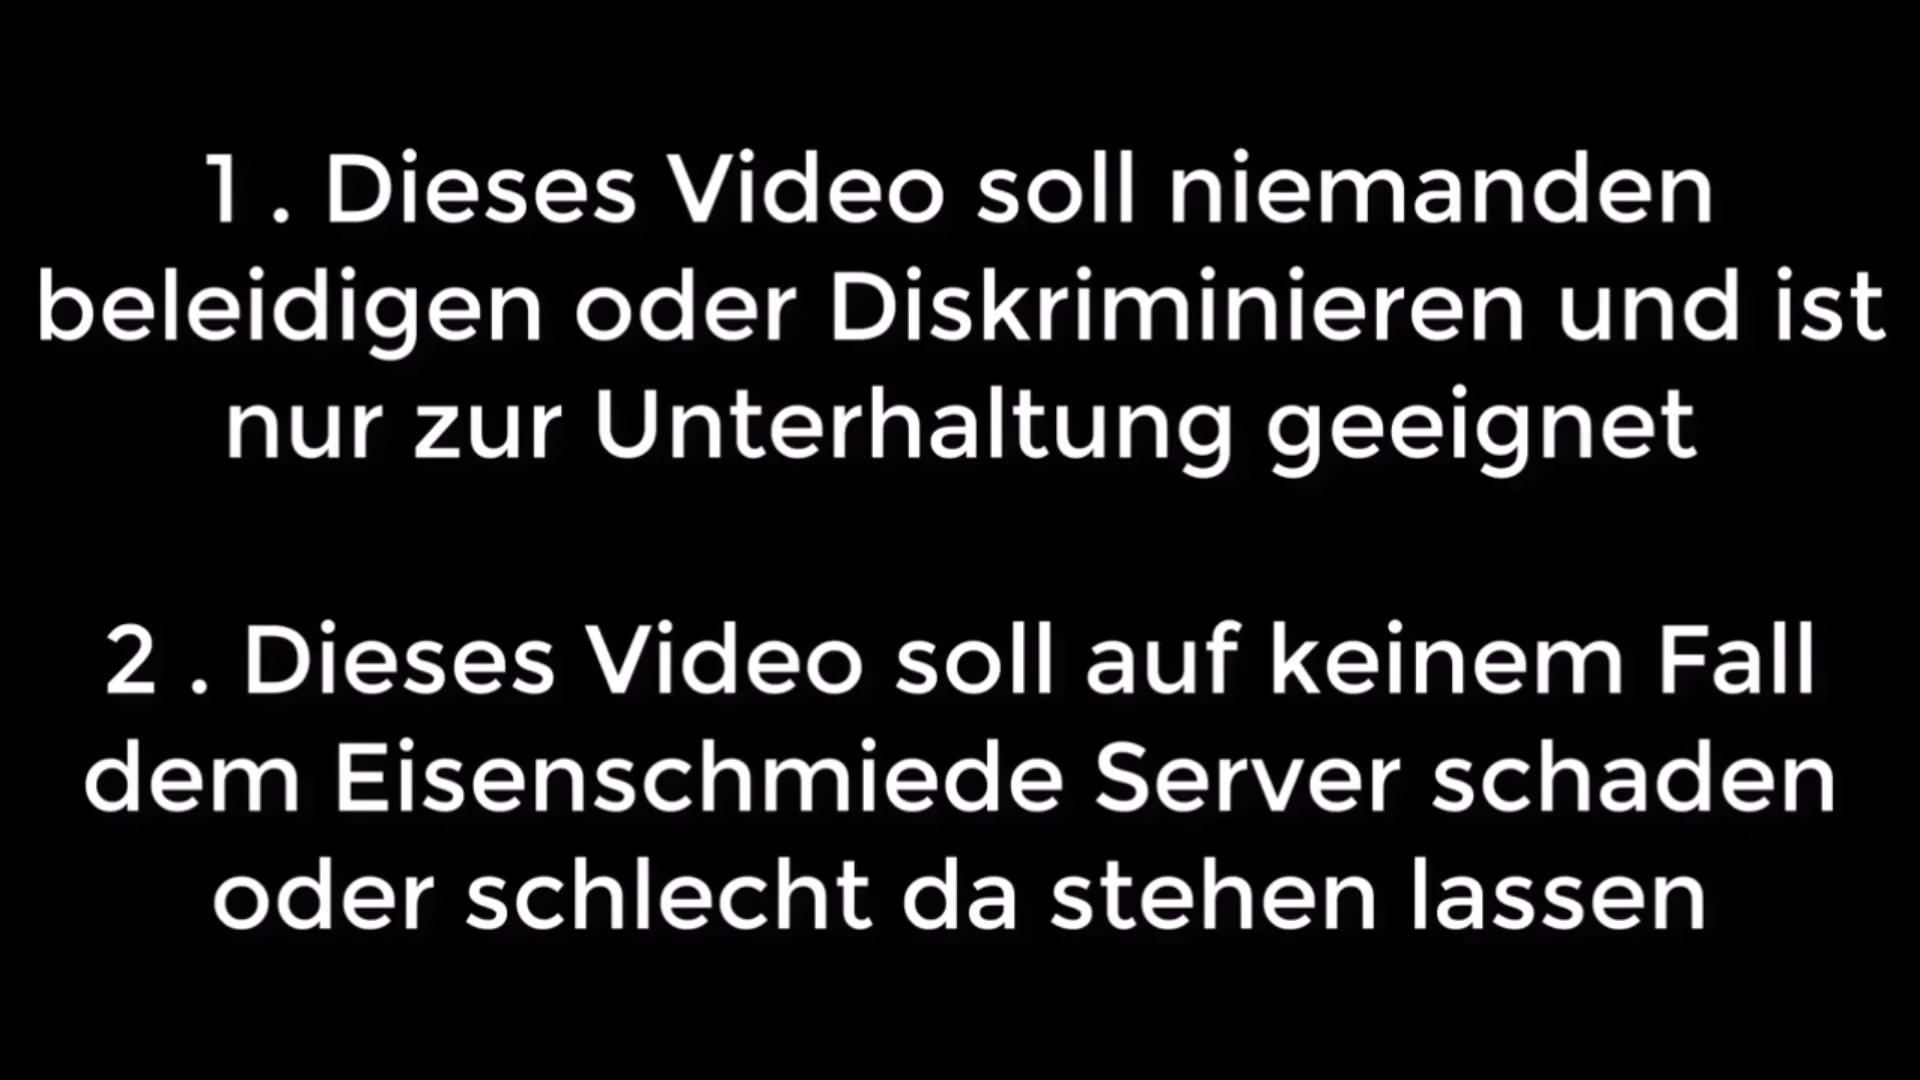 1 . Dieses Video soll niemanden
beleidigen oder Diskriminieren und ist
nur zur Unterhaltung geeignet
2 . Dieses Video soll auf keinem Fall
dem Eisenschmiede Server schaden
oder schlecht da stehen lassen